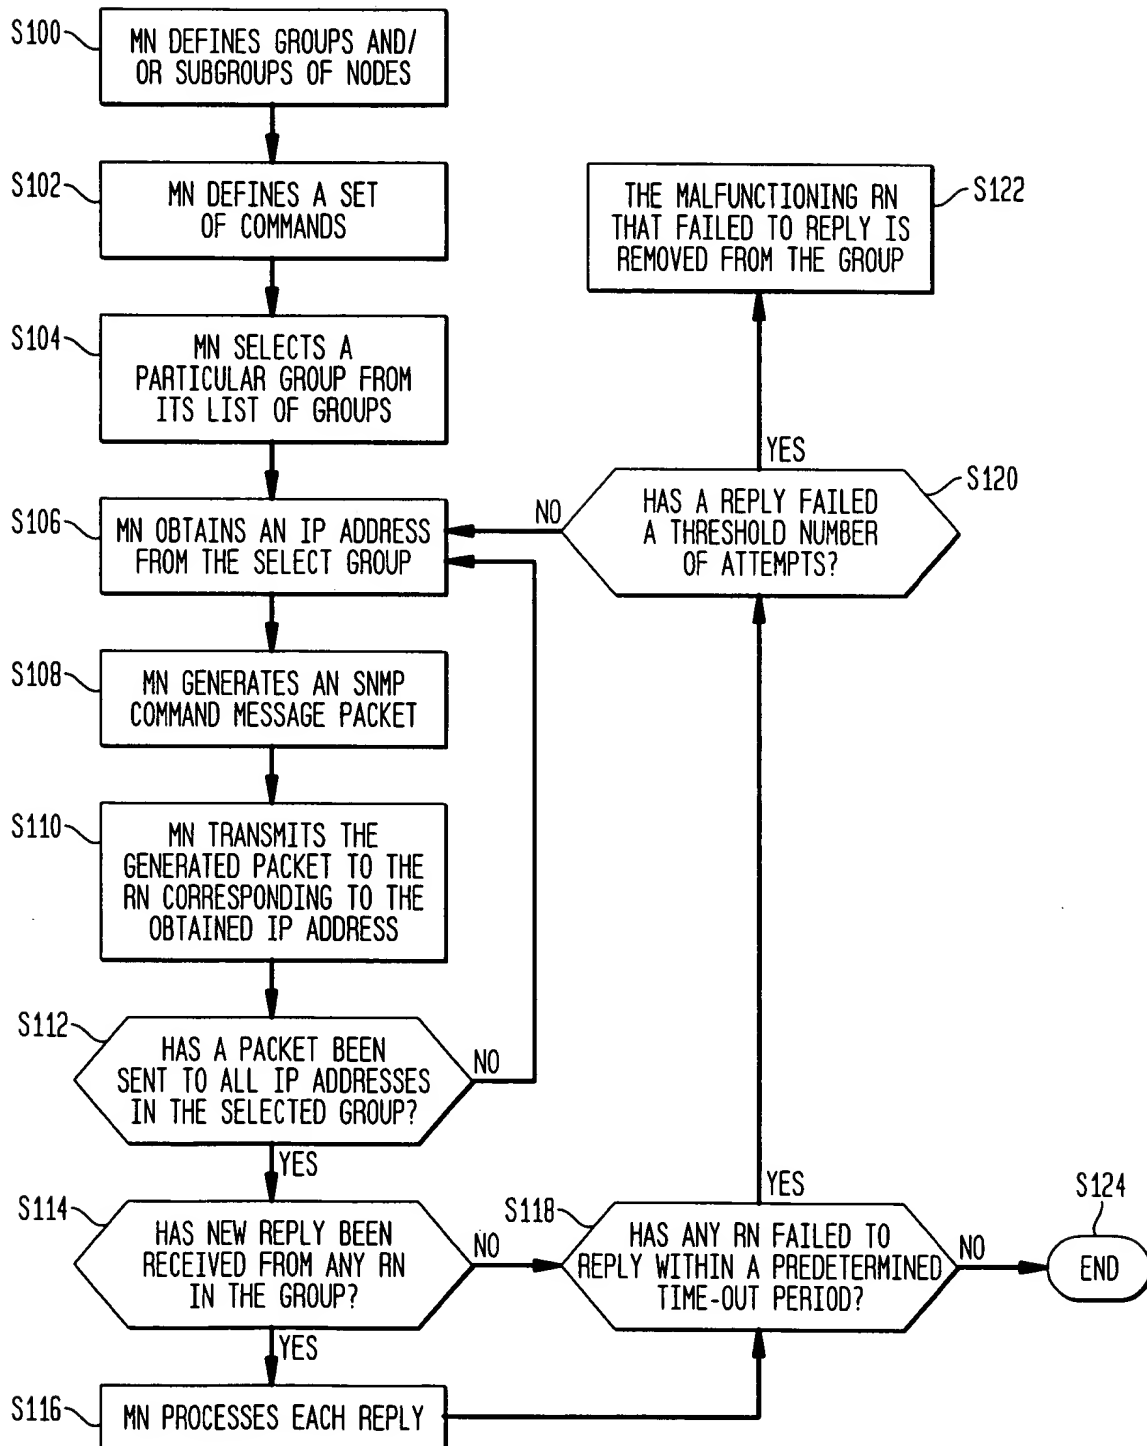 S100
MN DEFINES GROUPS AND/
OR SUBGROUPS OF NODES
S102
MN DEFINES A SET
OF COMMANDS
S104
MN SELECTS A
PARTICULAR GROUP FROM
ITS LIST OF GROUPS
S106
MN OBTAINS AN IP ADDRESS
FROM THE SELECT GROUP
S108
MN GENERATES AN SNMP
COMMAND MESSAGE PACKET
S110
MN TRANSMITS THE
GENERATED PACKET TO THE
RN CORRESPONDING TO THE
OBTAINED IP ADDRESS
S112
HAS A PACKET BEEN
SENT TO ALL IP ADDRESSES
IN THE SELECTED GROUP?
NO
YES
S114
HAS NEW REPLY BEEN
RECEIVED FROM ANY RN
IN THE GROUP?
NO
YES
S116
MN PROCESSES EACH REPLY
S118
HAS ANY RN FAILED TO
REPLY WITHIN A PREDETERMINED
TIME-OUT PERIOD?
YES
NO
S120
HAS A REPLY FAILED
A THRESHOLD NUMBER
OF ATTEMPTS?
NO
YES
S122
THE MALFUNCTIONING RN
THAT FAILED TO REPLY IS
REMOVED FROM THE GROUP
S124
END